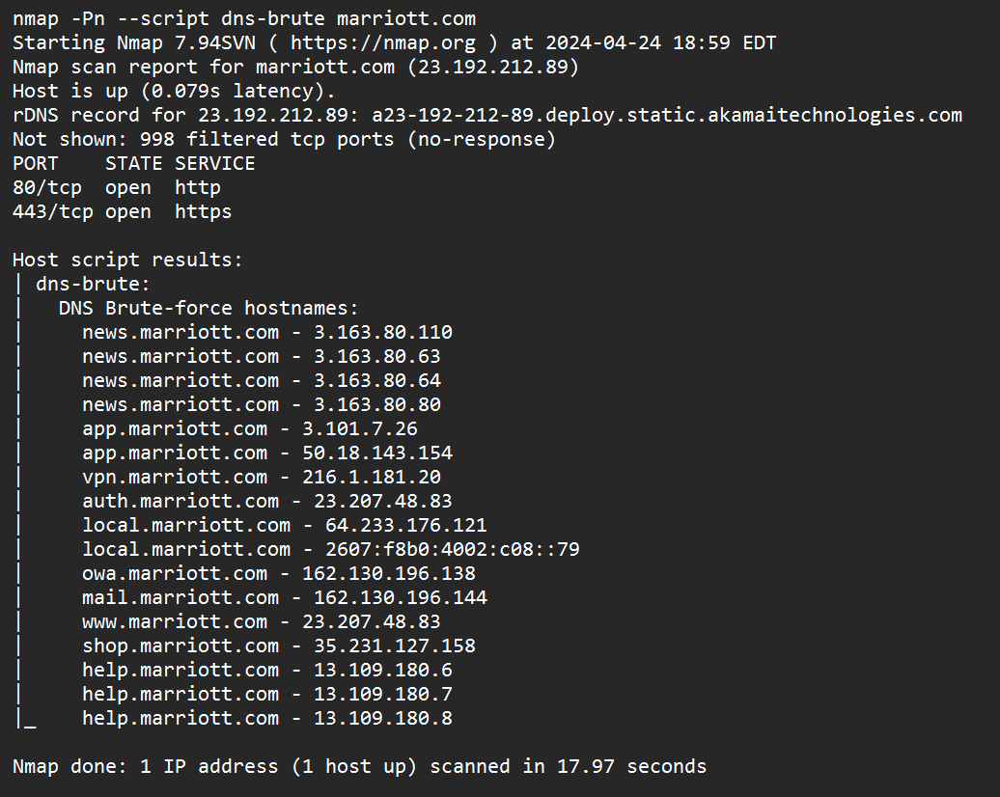 nmap -Pn --script dns-brute marriott.com
Starting Nmap 7.94SVN ( https://nmap.org ) at 2024-04-24 18:59 EDT
Nmap scan report for marriott.com (23.192.212.89)
Host is up (0.079s latency).
rDNS record for 23.192.212.89: a23-192-212-89.deploy.static.akamaitechnologies.com
Not shown: 998 filtered tcp ports (no-response)
PORT    STATE SERVICE
80/tcp  open  http
443/tcp open  https

Host script results:
| dns-brute:
|   DNS Brute-force hostnames:
|     news.marriott.com - 3.163.80.110
|     news.marriott.com - 3.163.80.63
|     news.marriott.com - 3.163.80.64
|     news.marriott.com - 3.163.80.80
|     app.marriott.com - 3.101.7.26
|     app.marriott.com - 50.18.143.154
|     vpn.marriott.com - 216.1.181.20
|     auth.marriott.com - 23.207.48.83
|     local.marriott.com - 64.233.176.121
|     local.marriott.com - 2607:f8b0:4002:c08::79
|     owa.marriott.com - 162.130.196.138
|     mail.marriott.com - 162.130.196.144
|     www.marriott.com - 23.207.48.83
|     shop.marriott.com - 35.231.127.158
|     help.marriott.com - 13.109.180.6
|     help.marriott.com - 13.109.180.7
|_    help.marriott.com - 13.109.180.8

Nmap done: 1 IP address (1 host up) scanned in 17.97 seconds